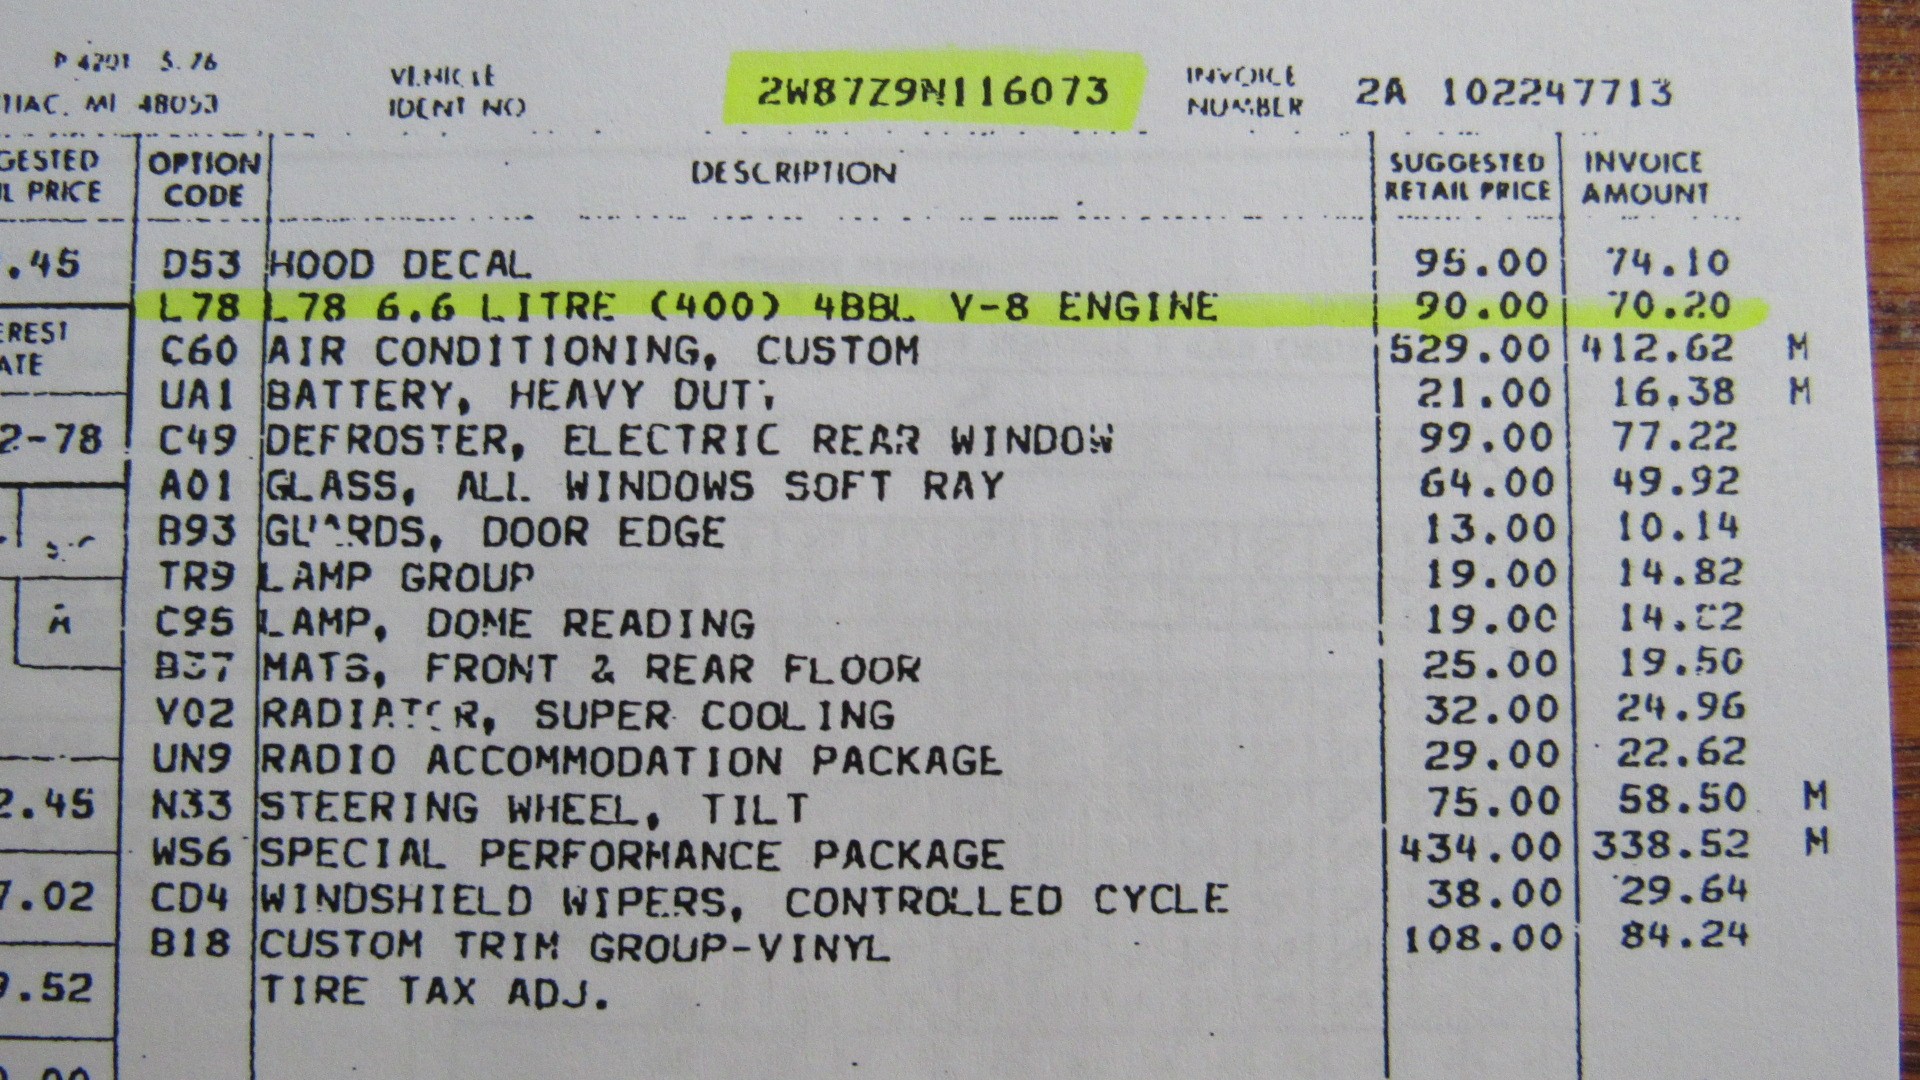 P 4201 5.76
TIAC. MI 48053
VEHICLE
IDENT NO
2W87Z9N116073
INVOICE
NUMBER
2A 102247713
GESTED
L PRICE
OPTION
CODE
DESCRIPTION
SUGGESTED
RETAIL PRICE
INVOICE
AMOUNT
.45 D53 HOOD DECAL 95.00 74.10
L78 L78 6.6 LITRE (400) 4BBL V-8 ENGINE 90.00 70.20
EREST
ATE
C60 AIR CONDITIONING, CUSTOM 529.00 412.62 M
UA1 BATTERY, HEAVY DUTY 21.00 16.38 M
2-78 C49 DEFROSTER, ELECTRIC REAR WINDOW 99.00 77.22
A01 GLASS, ALL WINDOWS SOFT RAY 64.00 49.92
B93 GUARDS, DOOR EDGE 13.00 10.14
TR9 LAMP GROUP 19.00 14.82
C95 LAMP, DOME READING 19.00 14.82
B37 MATS, FRONT & REAR FLOOR 25.00 19.50
V02 RADIATOR, SUPER COOLING 32.00 24.96
UN9 RADIO ACCOMMODATION PACKAGE 29.00 22.62
2.45 N33 STEERING WHEEL, TILT 75.00 58.50 M
WS6 SPECIAL PERFORMANCE PACKAGE 434.00 338.52 M
7.02 CD4 WINDSHIELD WIPERS, CONTROLLED CYCLE 38.00 29.64
B18 CUSTOM TRIM GROUP-VINYL 108.00 84.24
9.52 TIRE TAX ADJ.